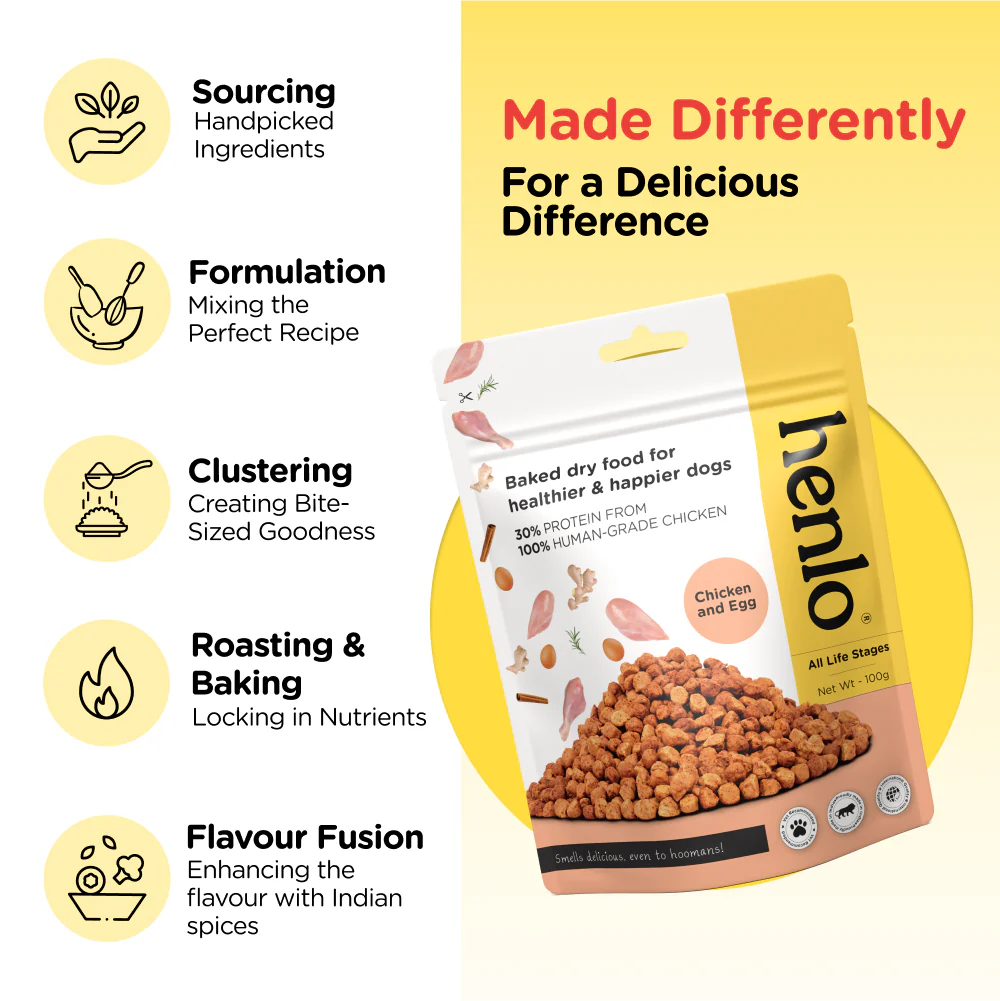 Sourcing
Handpicked
Ingredients
Formulation
Mixing the
Perfect Recipe
Clustering
Creating Bite-
Sized Goodness
Roasting &
Baking
Locking in Nutrients
Flavour Fusion
Enhancing the
flavour with Indian
spices
Made Differently
For a Delicious
Difference
Baked dry food for
healthier & happier dogs
30% PROTEIN FROM
100% HUMAN-GRADE CHICKEN
Chicken
and Egg
henlo®
All Life Stages
Net Wt - 100g
Smells delicious, even to hoomans!